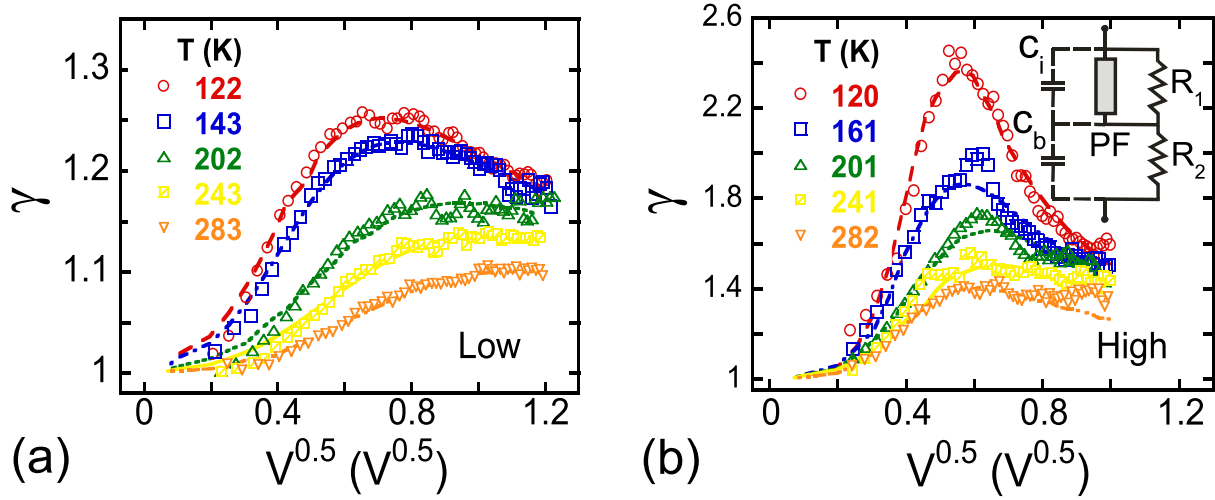 T (K)
122
143
202
243
283
1.3
1.2
1.1
1
γ
Low
0
0.4
0.8
1.2
(a)
V^0.5 (V^0.5)
T (K)
120
161
201
241
282
2.6
2.2
1.8
1.4
1
γ
C_i
C_b
PF
R_1
R_2
High
0
0.4
0.8
1.2
(b)
V^0.5 (V^0.5)